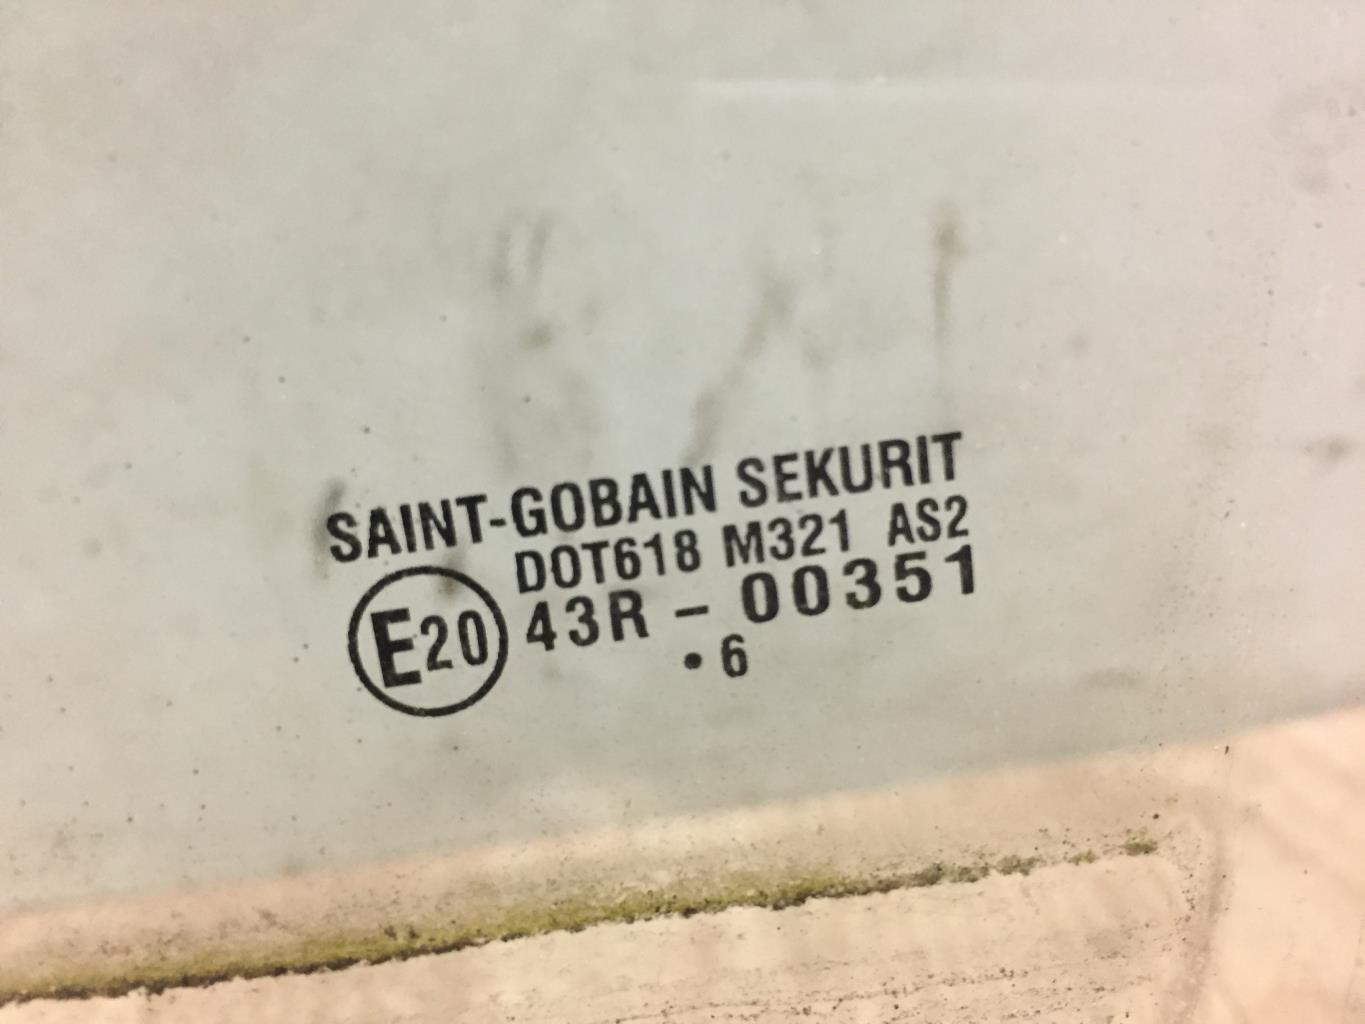 SAINT-GOBAIN SEKURIT
DOT618 M321 AS2
E20 43R - 00351
• 6